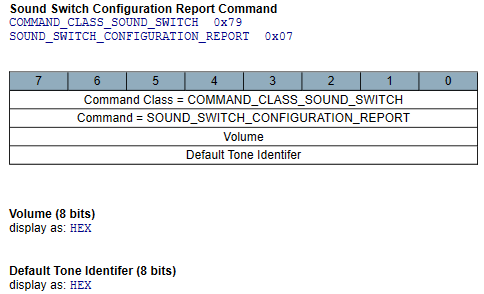 Sound Switch Configuration Report Command
COMMAND_CLASS_SOUND_SWITCH 0x79
SOUND_SWITCH_CONFIGURATION_REPORT 0x07
7 6 5 4 3 2 1 0
Command Class = COMMAND_CLASS_SOUND_SWITCH
Command = SOUND_SWITCH_CONFIGURATION_REPORT
Volume
Default Tone Identifer
Volume (8 bits)
display as: HEX
Default Tone Identifer (8 bits)
display as: HEX